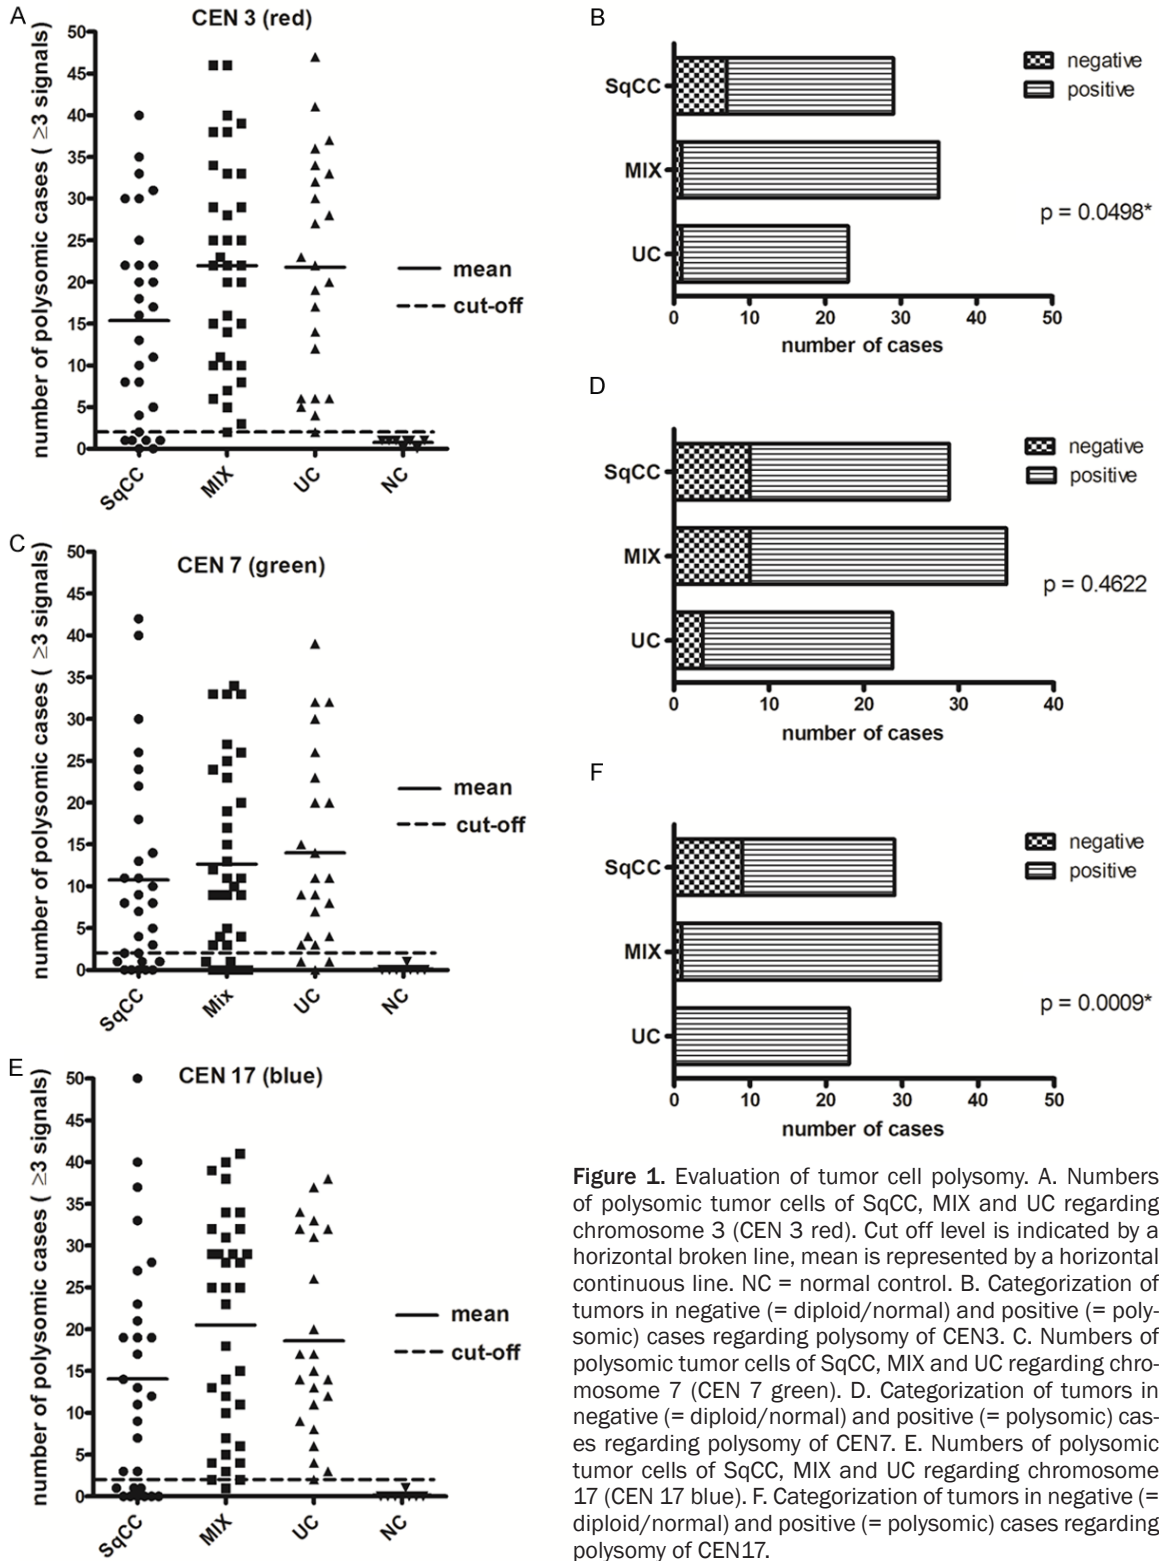 A
CEN 3 (red)
number of polysomic cases ( ≥3 signals)
50
45
40
35
30
25
20
15
10
5
0
mean
cut-off
SqCC
MIX
UC
NC
B
negative
positive
SqCC
MIX
UC
p = 0.0498*
0 10 20 30 40 50
number of cases
C
CEN 7 (green)
number of polysomic cases ( ≥3 signals)
50
45
40
35
30
25
20
15
10
5
0
mean
cut-off
SqCC
Mix
UC
NC
D
negative
positive
SqCC
MIX
UC
p = 0.4622
0 10 20 30 40
number of cases
E
CEN 17 (blue)
number of polysomic cases ( ≥3 signals)
50
45
40
35
30
25
20
15
10
5
0
mean
cut-off
SqCC
MIX
UC
NC
F
negative
positive
SqCC
MIX
UC
p = 0.0009*
0 10 20 30 40 50
number of cases
Figure 1. Evaluation of tumor cell polysomy. A. Numbers
of polysomic tumor cells of SqCC, MIX and UC regarding
chromosome 3 (CEN 3 red). Cut off level is indicated by a
horizontal broken line, mean is represented by a horizontal
continuous line. NC = normal control. B. Categorization of
tumors in negative (= diploid/normal) and positive (= poly-
somic) cases regarding polysomy of CEN3. C. Numbers of
polysomic tumor cells of SqCC, MIX and UC regarding chro-
mosome 7 (CEN 7 green). D. Categorization of tumors in
negative (= diploid/normal) and positive (= polysomic) cas-
es regarding polysomy of CEN7. E. Numbers of polysomic
tumor cells of SqCC, MIX and UC regarding chromosome
17 (CEN 17 blue). F. Categorization of tumors in negative (=
diploid/normal) and positive (= polysomic) cases regarding
polysomy of CEN17.